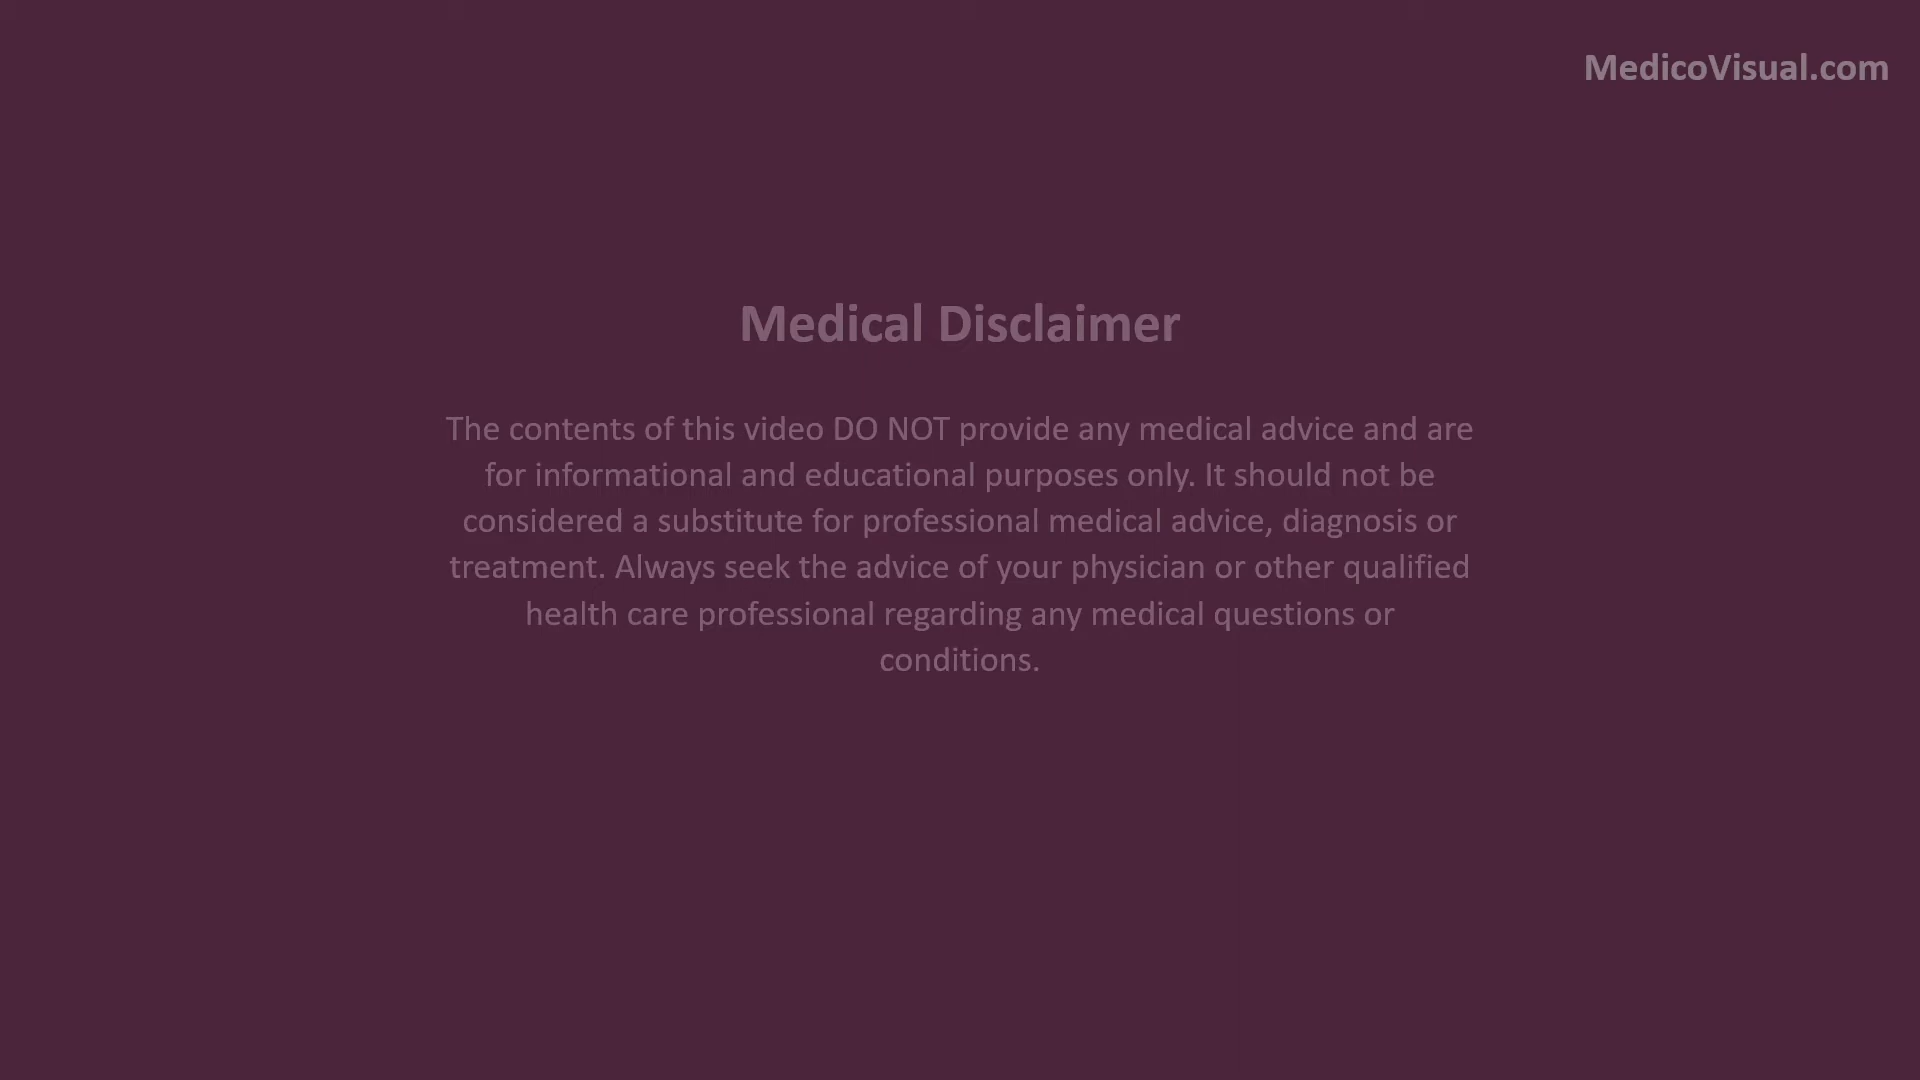 MedicoVisual.com
Medical Disclaimer
The contents of this video DO NOT provide any medical advice and are
for informational and educational purposes only. It should not be
considered a substitute for professional medical advice, diagnosis or
treatment. Always seek the advice of your physician or other qualified
health care professional regarding any medical questions or
conditions.